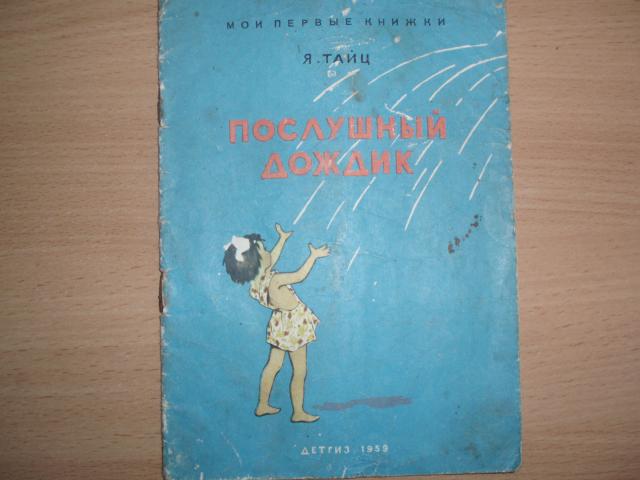 МОИ ПЕРВЫЕ КНИЖКИ
Я. ТАЙЦ
ПОСЛУШНЫЙ
ДОЖДИК
ДЕТГИЗ 1959